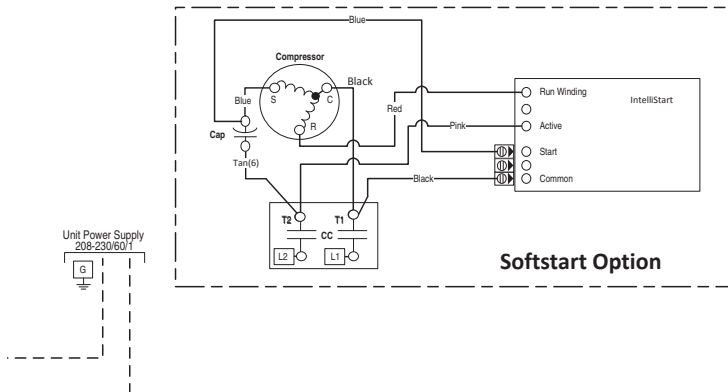 Blue
Compressor
Black
S
C
Blue
R
Red
Cap
Tan(6)
Pink
Black
Run Winding
IntelliStart
Active
Start
Common
T2
T1
CC
L2
L1
Softstart Option
Unit Power Supply
208-230/60/1
G